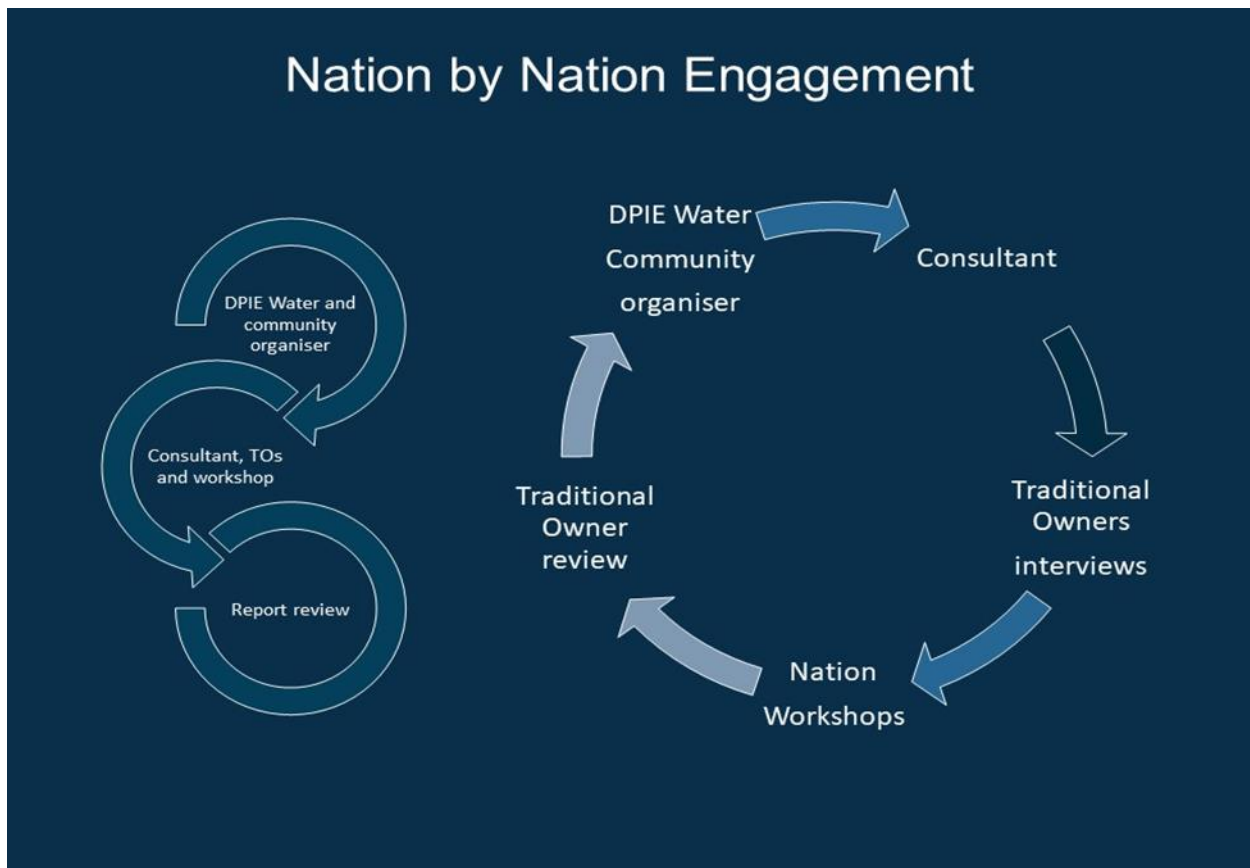 Nation by Nation Engagement
DPIE Water and
community
organiser
Consultant, TOs
and workshop
Report review
DPIE Water
Community
organiser
Consultant
Traditional
Owners
interviews
Nation
Workshops
Traditional
Owner
review